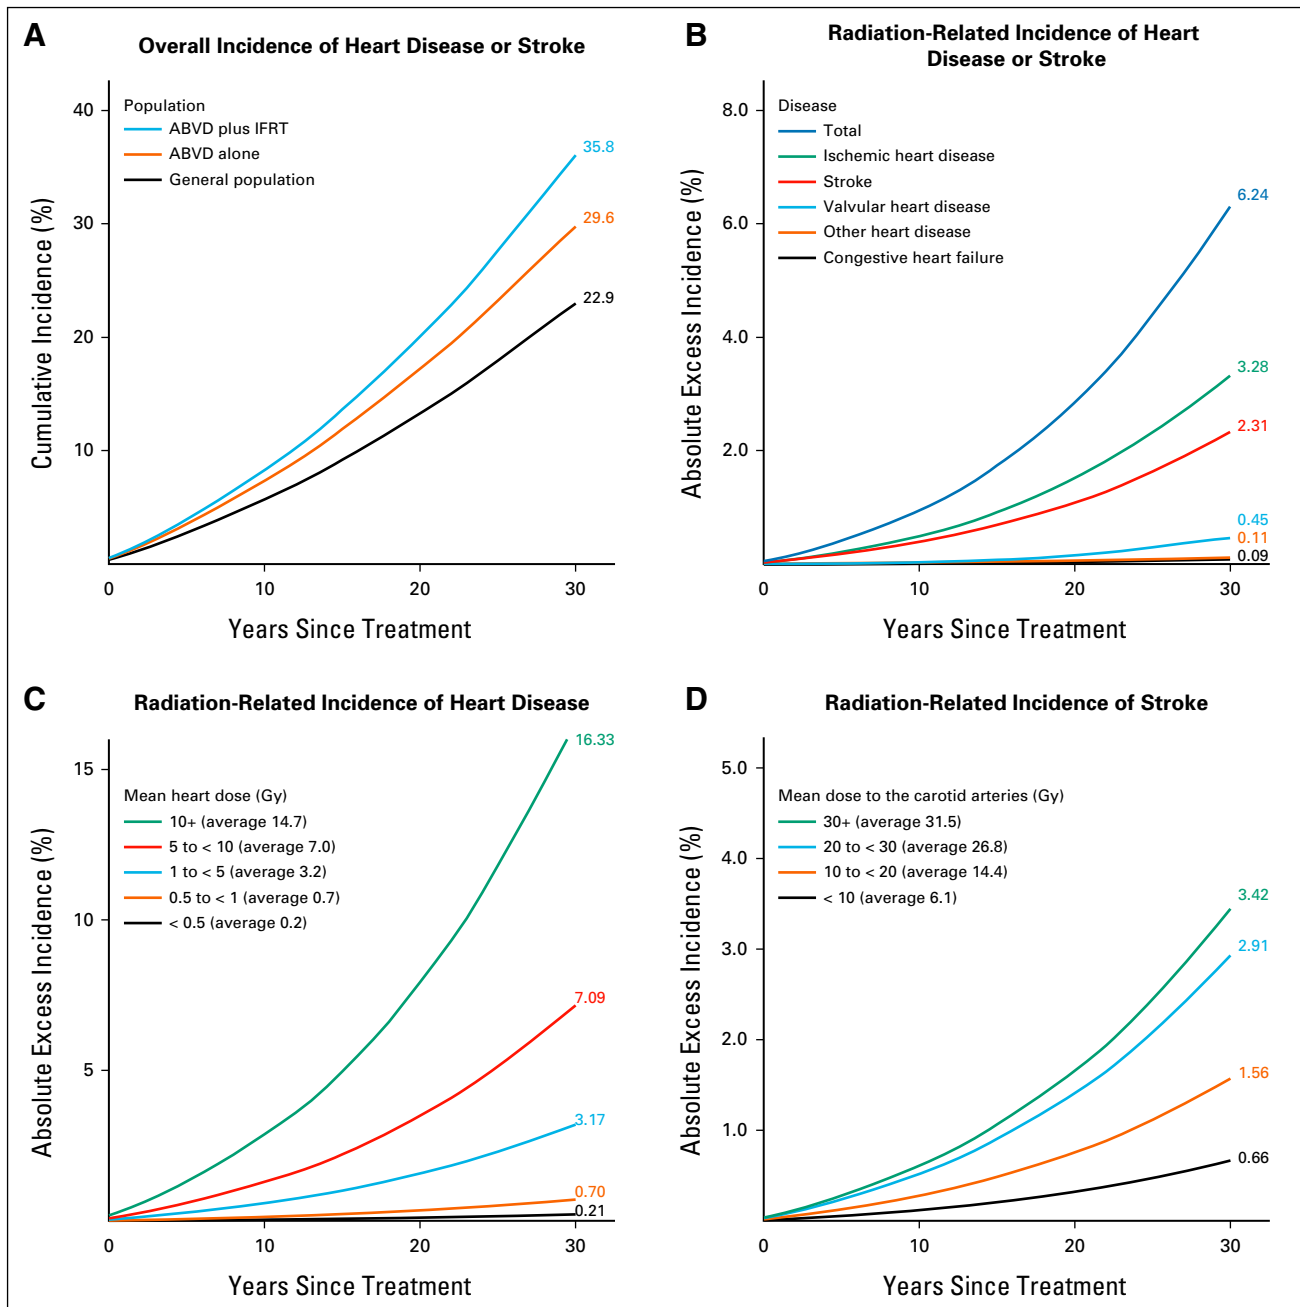 A
Overall Incidence of Heart Disease or Stroke
Cumulative Incidence (%)
40
30
20
10
Population
ABVD plus IFRT
ABVD alone
General population
35.8
29.6
22.9
0
10
20
30
Years Since Treatment
B
Radiation-Related Incidence of Heart
Disease or Stroke
Absolute Excess Incidence (%)
8.0
6.0
4.0
2.0
Disease
Total
Ischemic heart disease
Stroke
Valvular heart disease
Other heart disease
Congestive heart failure
6.24
3.28
2.31
0.45
0.11
0.09
0
10
20
30
Years Since Treatment
C
Radiation-Related Incidence of Heart Disease
Absolute Excess Incidence (%)
15
10
5
Mean heart dose (Gy)
10+ (average 14.7)
5 to < 10 (average 7.0)
1 to < 5 (average 3.2)
0.5 to < 1 (average 0.7)
< 0.5 (average 0.2)
16.33
7.09
3.17
0.70
0.21
0
10
20
30
Years Since Treatment
D
Radiation-Related Incidence of Stroke
Absolute Excess Incidence (%)
5.0
4.0
3.0
2.0
1.0
Mean dose to the carotid arteries (Gy)
30+ (average 31.5)
20 to < 30 (average 26.8)
10 to < 20 (average 14.4)
< 10 (average 6.1)
3.42
2.91
1.56
0.66
0
10
20
30
Years Since Treatment